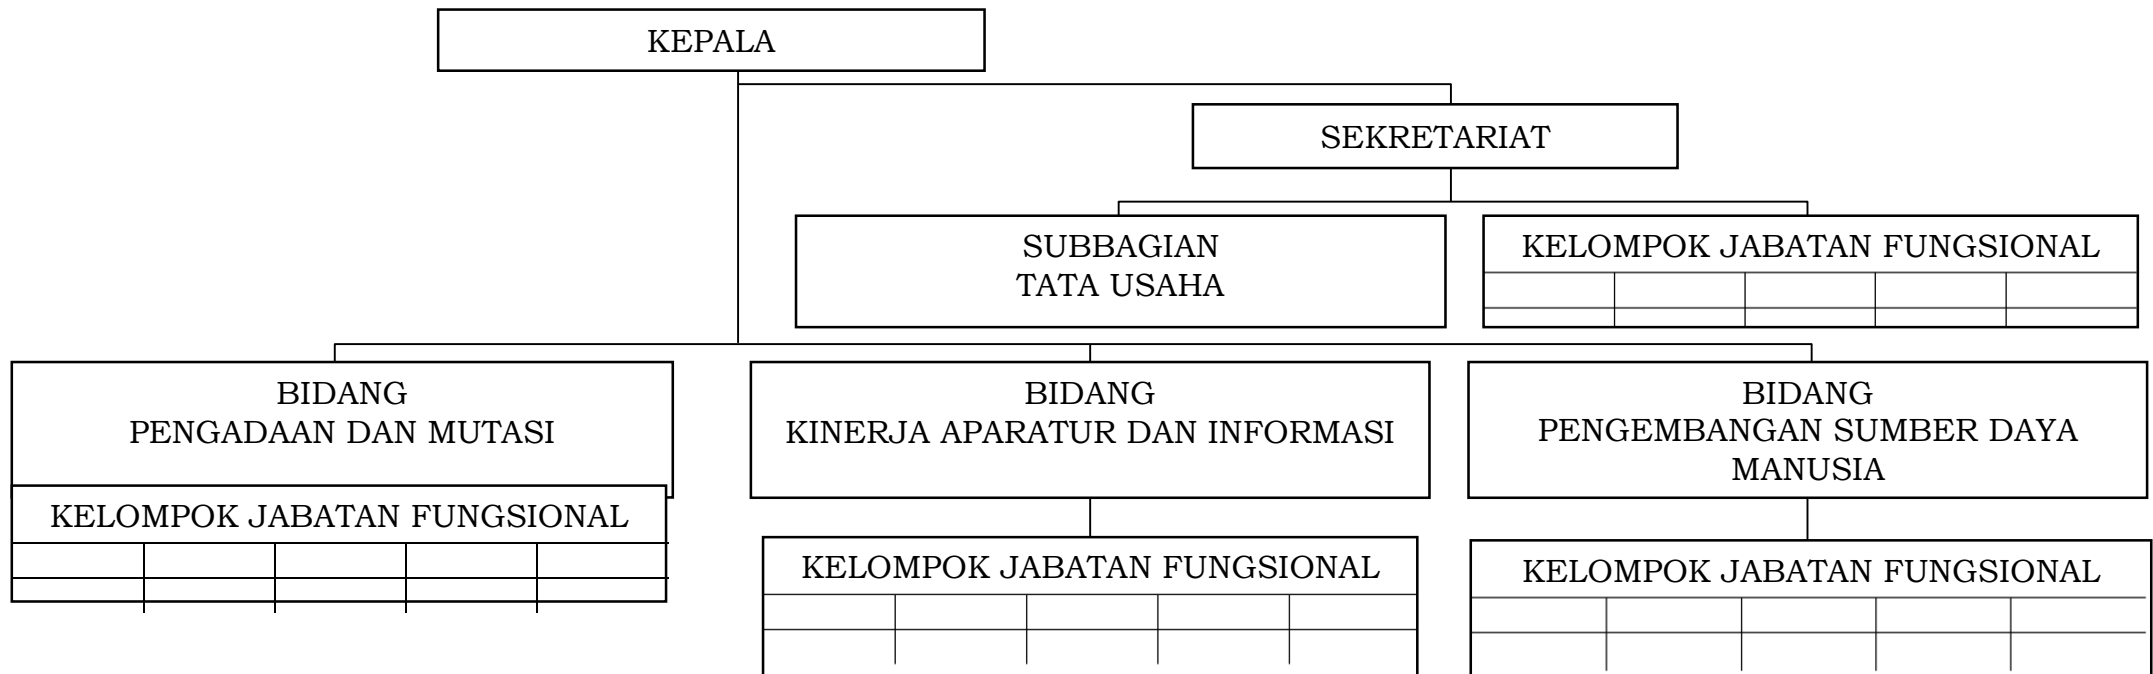 KEPALA
SEKRETARIAT
SUBBAGIAN
TATA USAHA
KELOMPOK JABATAN FUNGSIONAL
BIDANG
PENGADAAN DAN MUTASI
KELOMPOK JABATAN FUNGSIONAL
BIDANG
KINERJA APARATUR DAN INFORMASI
KELOMPOK JABATAN FUNGSIONAL
BIDANG
PENGEMBANGAN SUMBER DAYA
MANUSIA
KELOMPOK JABATAN FUNGSIONAL